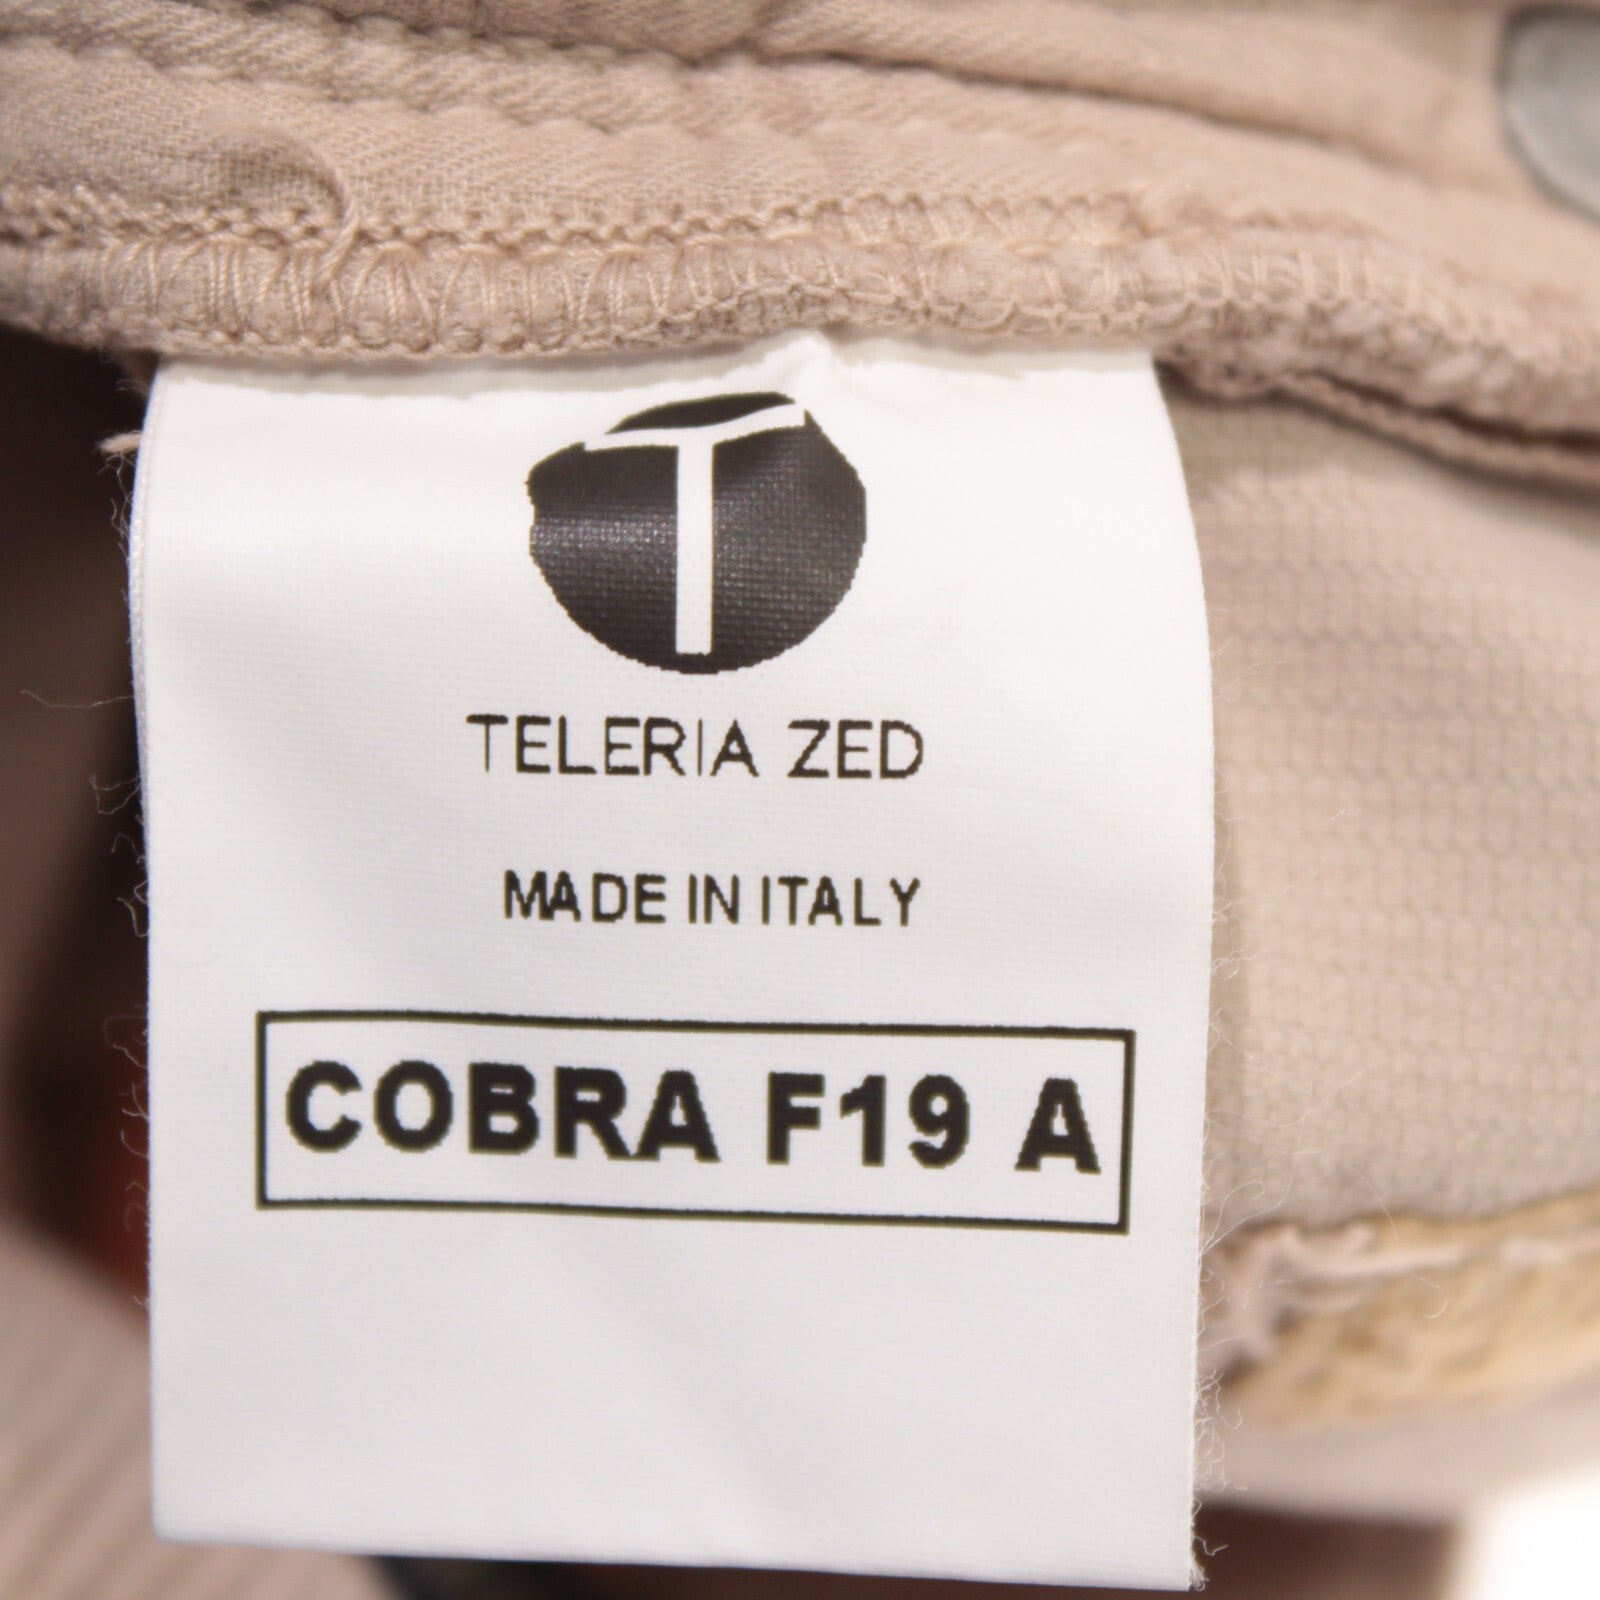 T
TELERIA ZED
MADE IN ITALY
COBRA F19 A